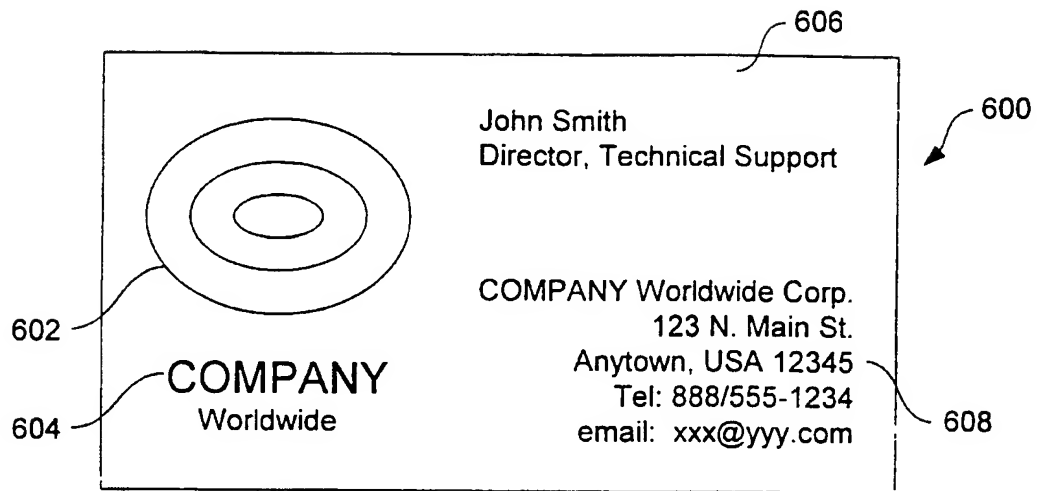 606
600
John Smith
Director, Technical Support
602
COMPANY Worldwide Corp.
123 N. Main St.
Anytown, USA 12345
Tel: 888/555-1234
email: xxx@yyy.com
608
604
COMPANY
Worldwide